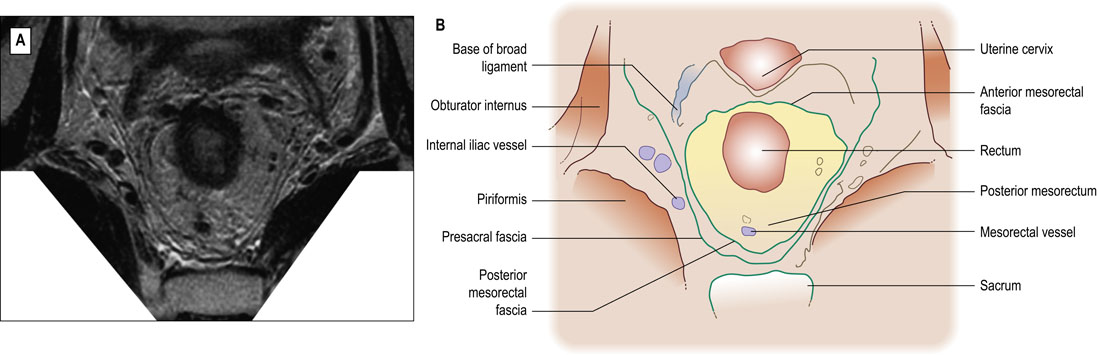 A
B
Base of broad
ligament
Obturator internus
Internal iliac vessel
Piriformis
Presacral fascia
Posterior
mesorectal
fascia
Uterine cervix
Anterior mesorectal
fascia
Rectum
Posterior mesorectum
Mesorectal vessel
Sacrum